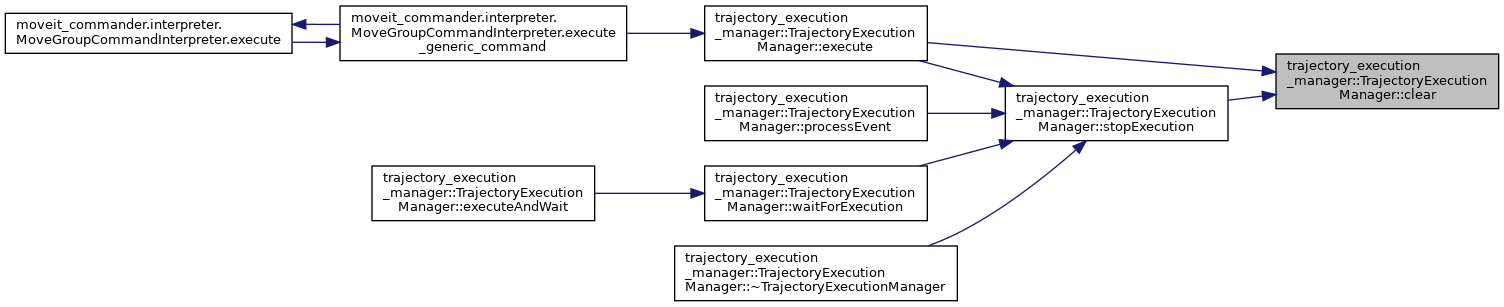 moveit_commander.interpreter.
MoveGroupCommandInterpreter.execute
moveit_commander.interpreter.
MoveGroupCommandInterpreter.execute
_generic_command
trajectory_execution
_manager::TrajectoryExecution
Manager::execute
trajectory_execution
_manager::TrajectoryExecution
Manager::processEvent
trajectory_execution
_manager::TrajectoryExecution
Manager::executeAndWait
trajectory_execution
_manager::TrajectoryExecution
Manager::waitForExecution
trajectory_execution
_manager::TrajectoryExecution
Manager::~TrajectoryExecutionManager
trajectory_execution
_manager::TrajectoryExecution
Manager::stopExecution
trajectory_execution
_manager::TrajectoryExecution
Manager::clear